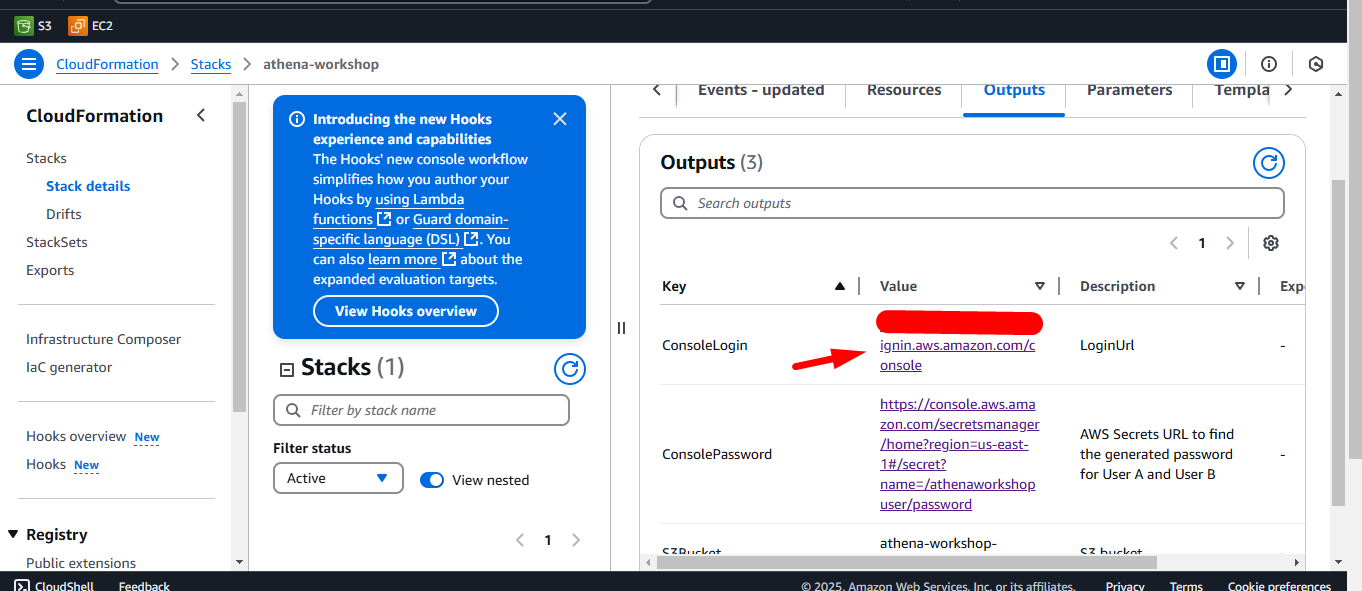 S3 EC2
CloudFormation Stacks athena-workshop
CloudFormation
Stacks
Stack details
Drifts
StackSets
Exports
Infrastructure Composer
IaC generator
Hooks overview New
Hooks New
Registry
Public extensions
Introducing the new Hooks
experience and capabilities
The Hooks' new console workflow
simplifies how you author your
Hooks by using Lambda
functions or Guard domain-
specific language (DSL). You
can also learn more about the
expanded evaluation targets.
View Hooks overview
Stacks (1)
Filter by stack name
Filter status
Active View nested
1
Events - updated Resources Outputs Parameters Templa
Outputs (3)
Search outputs
1
Key Value Description Expo
ConsoleLogin
ignin.aws.amazon.com/c
onsole
LoginUrl
-
ConsolePassword
https://console.aws.ama
zon.com/secretsmanager
/home?region=us-east-
1#/secret?
name=/athenaworkshop
user/password
AWS Secrets URL to find
the generated password
for User A and User B
-
S3Bucket
athena-workshop-
S3 bucket
CloudShell Feedback © 2025, Amazon Web Services, Inc. or its affiliates. Privacy Terms Cookie preferences